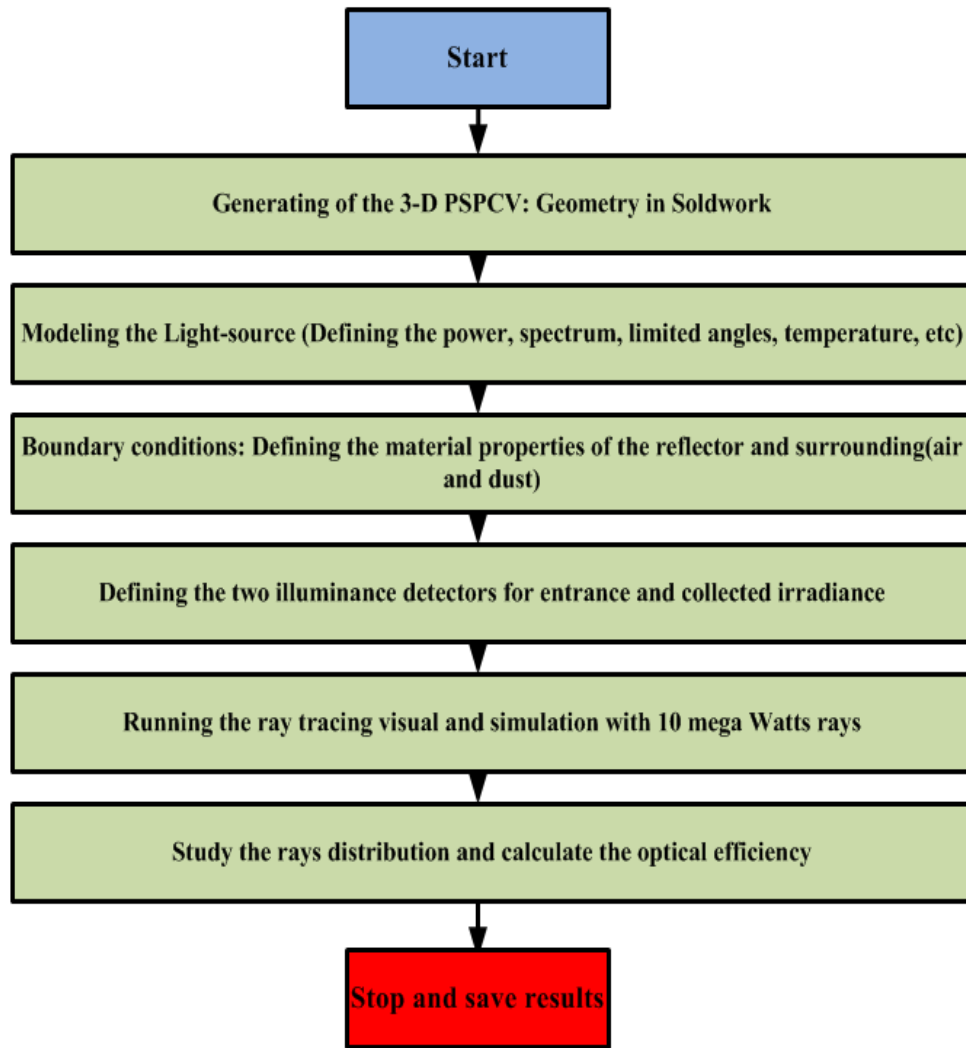 Start
Generating of the 3-D PSPCV: Geometry in Soldwork
Modeling the Light-source (Defining the power, spectrum, limited angles, temperature, etc)
Boundary conditions: Defining the material properties of the reflector and surrounding(air
and dust)
Defining the two illuminance detectors for entrance and collected irradiance
Running the ray tracing visual and simulation with 10 mega Watts rays
Study the rays distribution and calculate the optical efficiency
Stop and save results